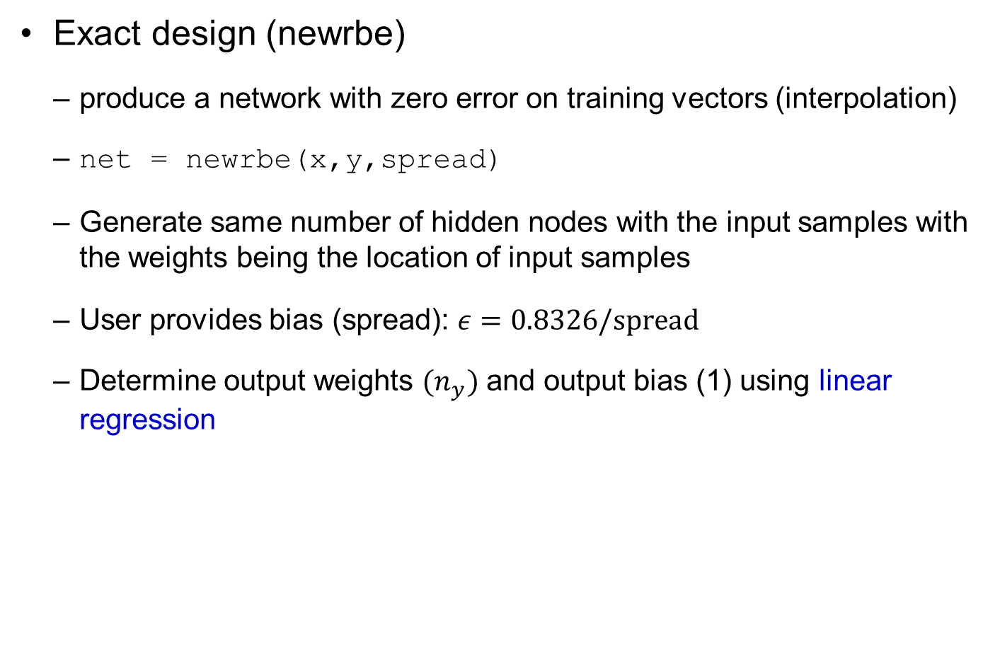 • Exact design (newrbe)
– produce a network with zero error on training vectors (interpolation)
– net = newrbe(x,y,spread)
– Generate same number of hidden nodes with the input samples with
the weights being the location of input samples
– User provides bias (spread): ϵ = 0.8326/spread
– Determine output weights (n_y) and output bias (1) using linear
regression